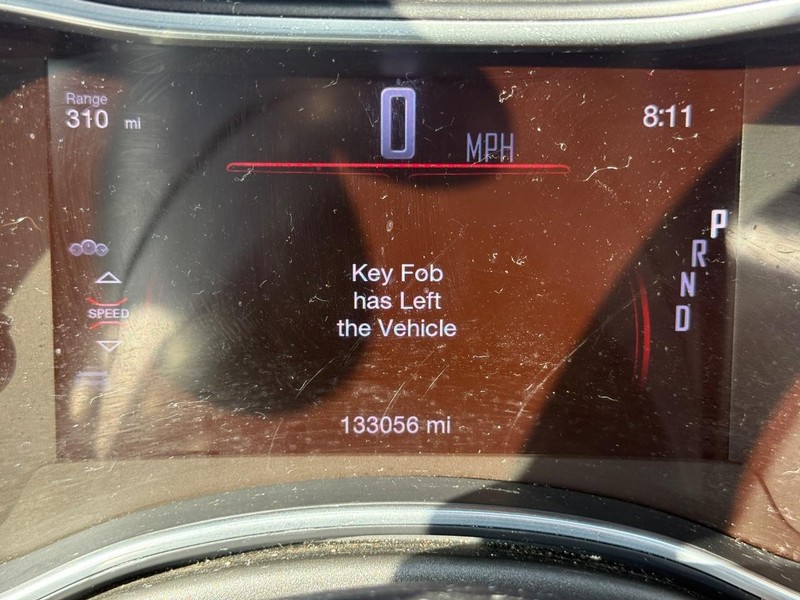 Range
310 mi
0 MPH
8:11
P
R
N
D
SPEED
Key Fob
has Left
the Vehicle
133056 mi